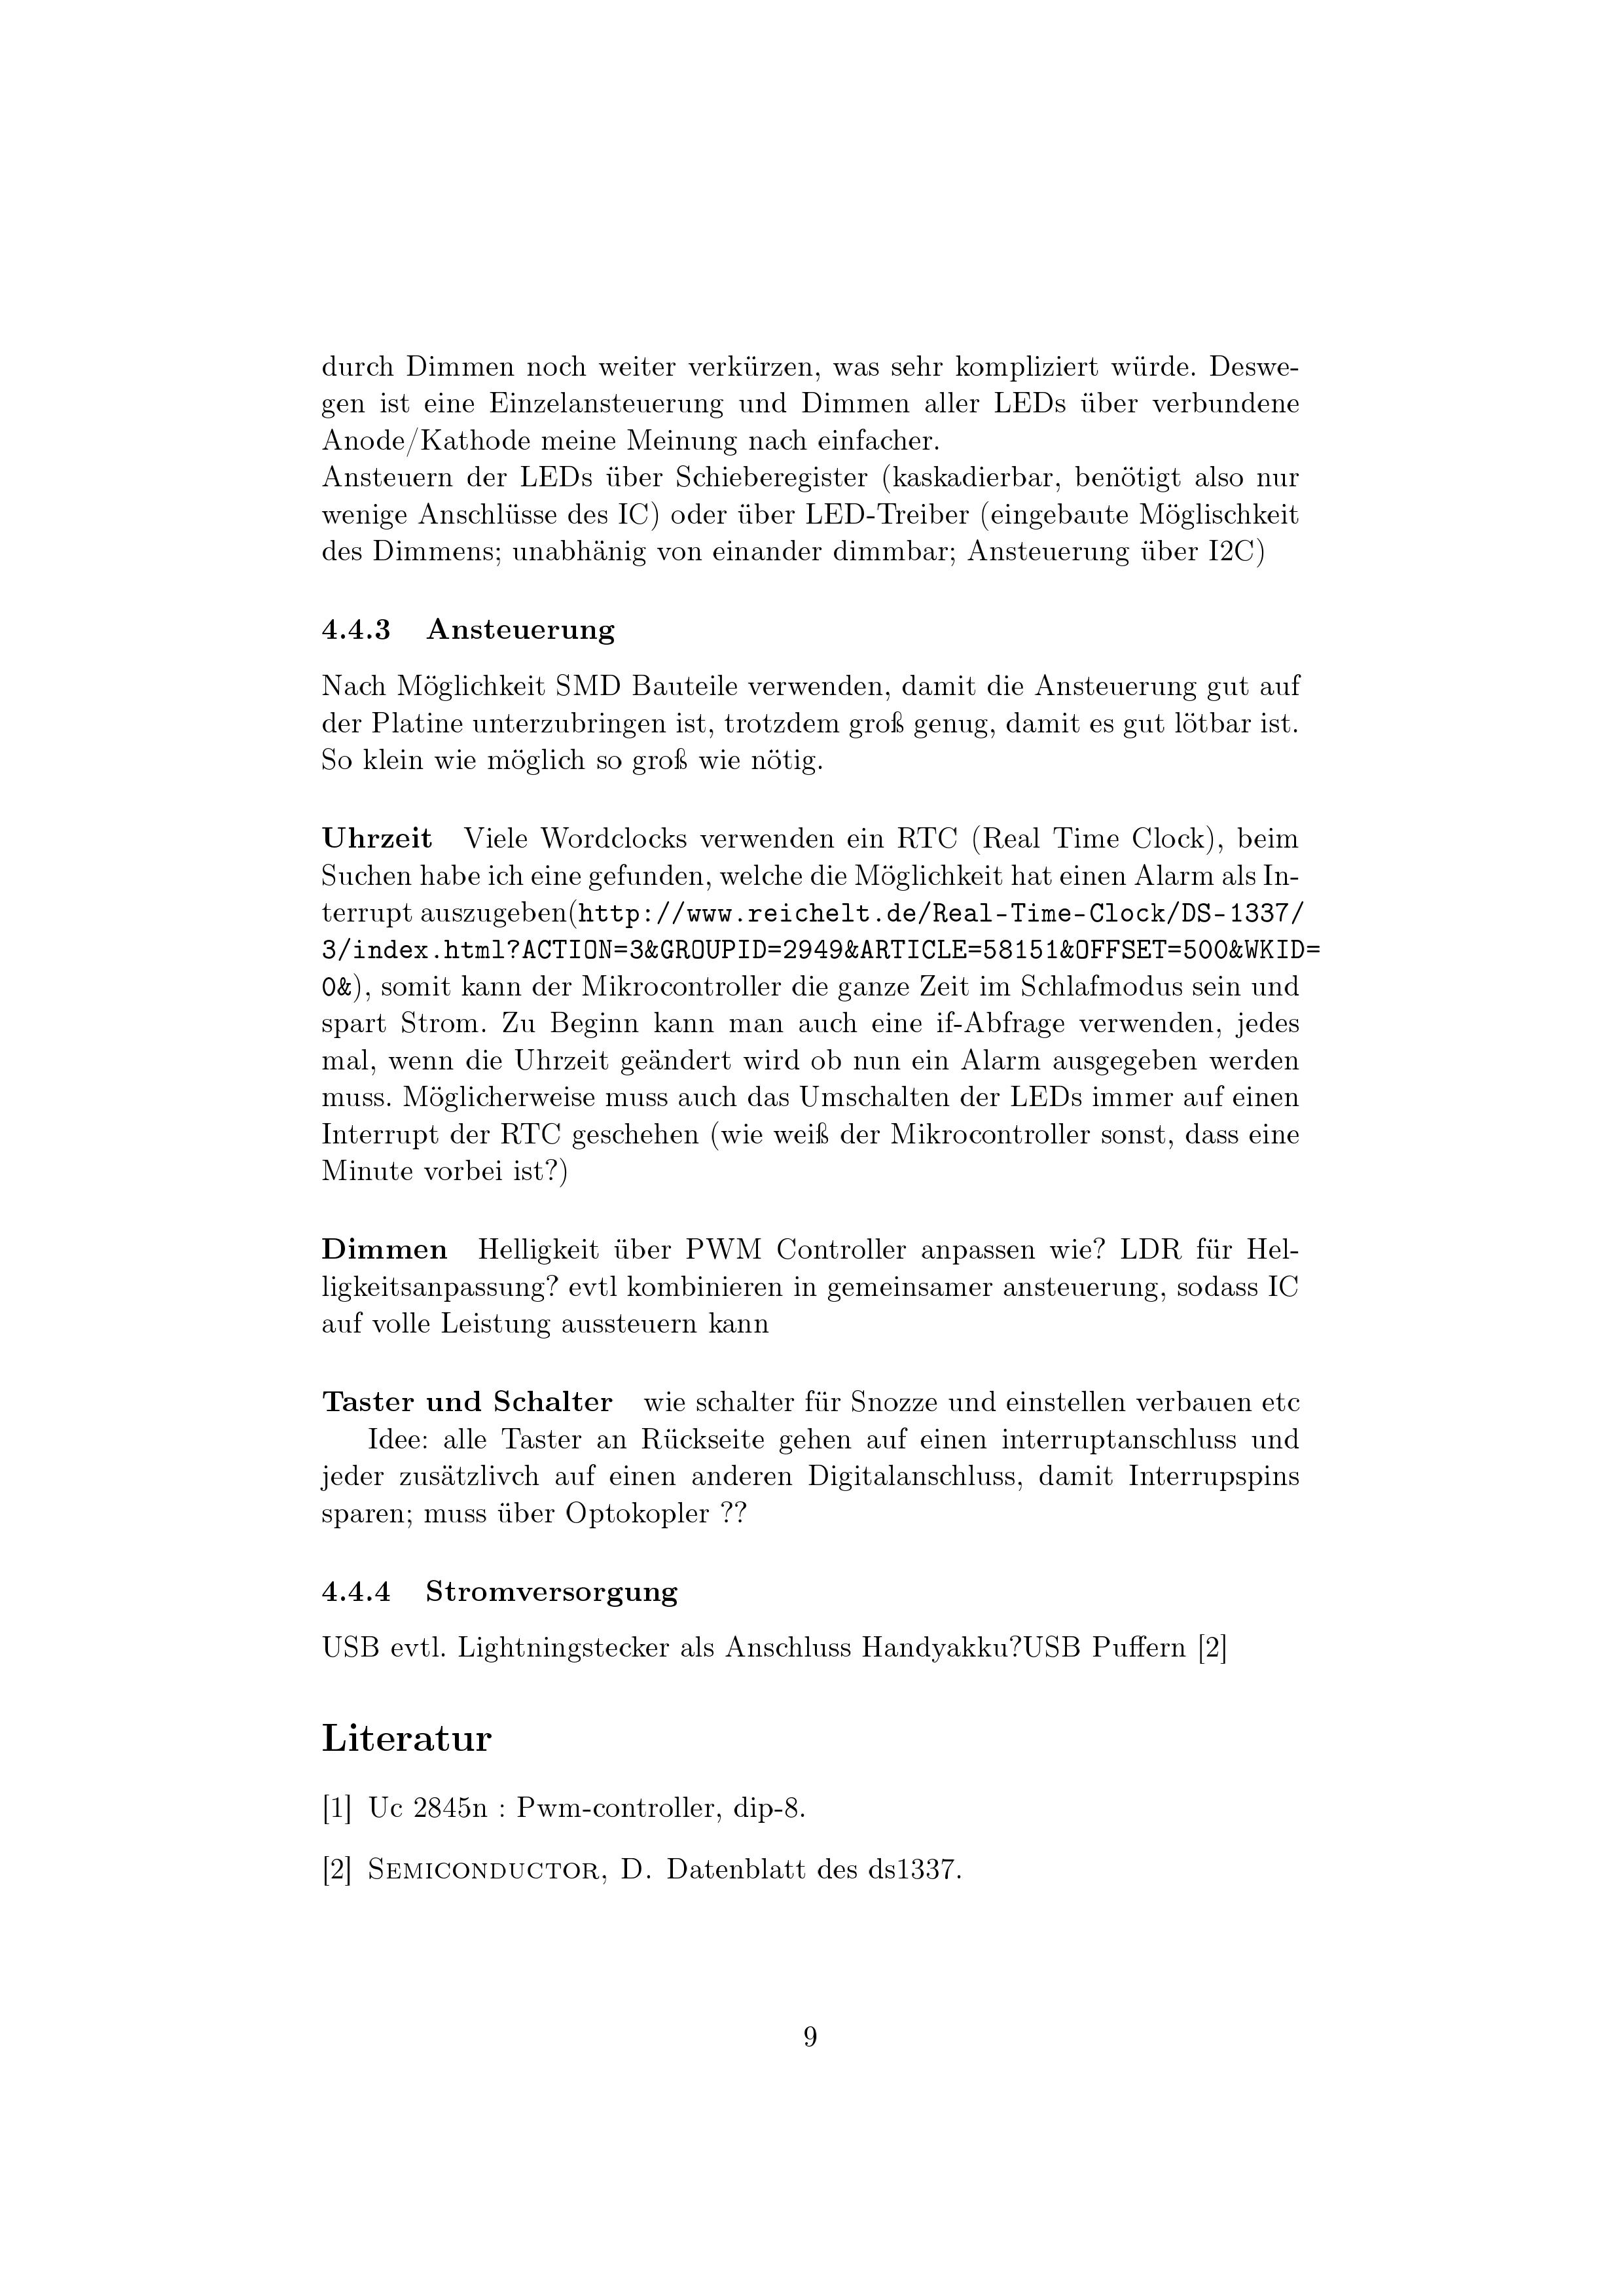 durch Dimmen noch weiter verkürzen, was sehr kompliziert würde. Deswe-
gen ist eine Einzelansteuerung und Dimmen aller LEDs über verbundene
Anode/Kathode meine Meinung nach einfacher.
Ansteuern der LEDs über Schieberegister (kaskadierbar, benötigt also nur
wenige Anschlüsse des IC) oder über LED-Treiber (eingebaute Möglischkeit
des Dimmens; unabhänig von einander dimmbar; Ansteuerung über I2C)
4.4.3 Ansteuerung
Nach Möglichkeit SMD Bauteile verwenden, damit die Ansteuerung gut auf
der Platine unterzubringen ist, trotzdem groß genug, damit es gut lötbar ist.
So klein wie möglich so groß wie nötig.
Uhrzeit Viele Wordclocks verwenden ein RTC (Real Time Clock), beim
Suchen habe ich eine gefunden, welche die Möglichkeit hat einen Alarm als In-
terrupt auszugeben(http://www.reichelt.de/Real-Time-Clock/DS-1337/
3/index.html?ACTION=3&GROUPID=2949&ARTICLE=58151&OFFSET=500&WKID=
0&), somit kann der Mikrocontroller die ganze Zeit im Schlafmodus sein und
spart Strom. Zu Beginn kann man auch eine if-Abfrage verwenden, jedes
mal, wenn die Uhrzeit geändert wird ob nun ein Alarm ausgegeben werden
muss. Möglicherweise muss auch das Umschalten der LEDs immer auf einen
Interrupt der RTC geschehen (wie weiß der Mikrocontroller sonst, dass eine
Minute vorbei ist?)
Dimmen Helligkeit über PWM Controller anpassen wie? LDR für Hel-
ligkeitsanpassung? evtl kombinieren in gemeinsamer ansteuerung, sodass IC
auf volle Leistung aussteuern kann
Taster und Schalter wie schalter für Snozze und einstellen verbauen etc
Idee: alle Taster an Rückseite gehen auf einen interruptanschluss und
jeder zusätzlivch auf einen anderen Digitalanschluss, damit Interrupspins
sparen; muss über Optokopler ??
4.4.4 Stromversorgung
USB evtl. Lightningstecker als Anschluss Handyakku?USB Puffern [2]
Literatur
[1] Uc 2845n : Pwm-controller, dip-8.
[2] Semiconductor, D. Datenblatt des ds1337.
9